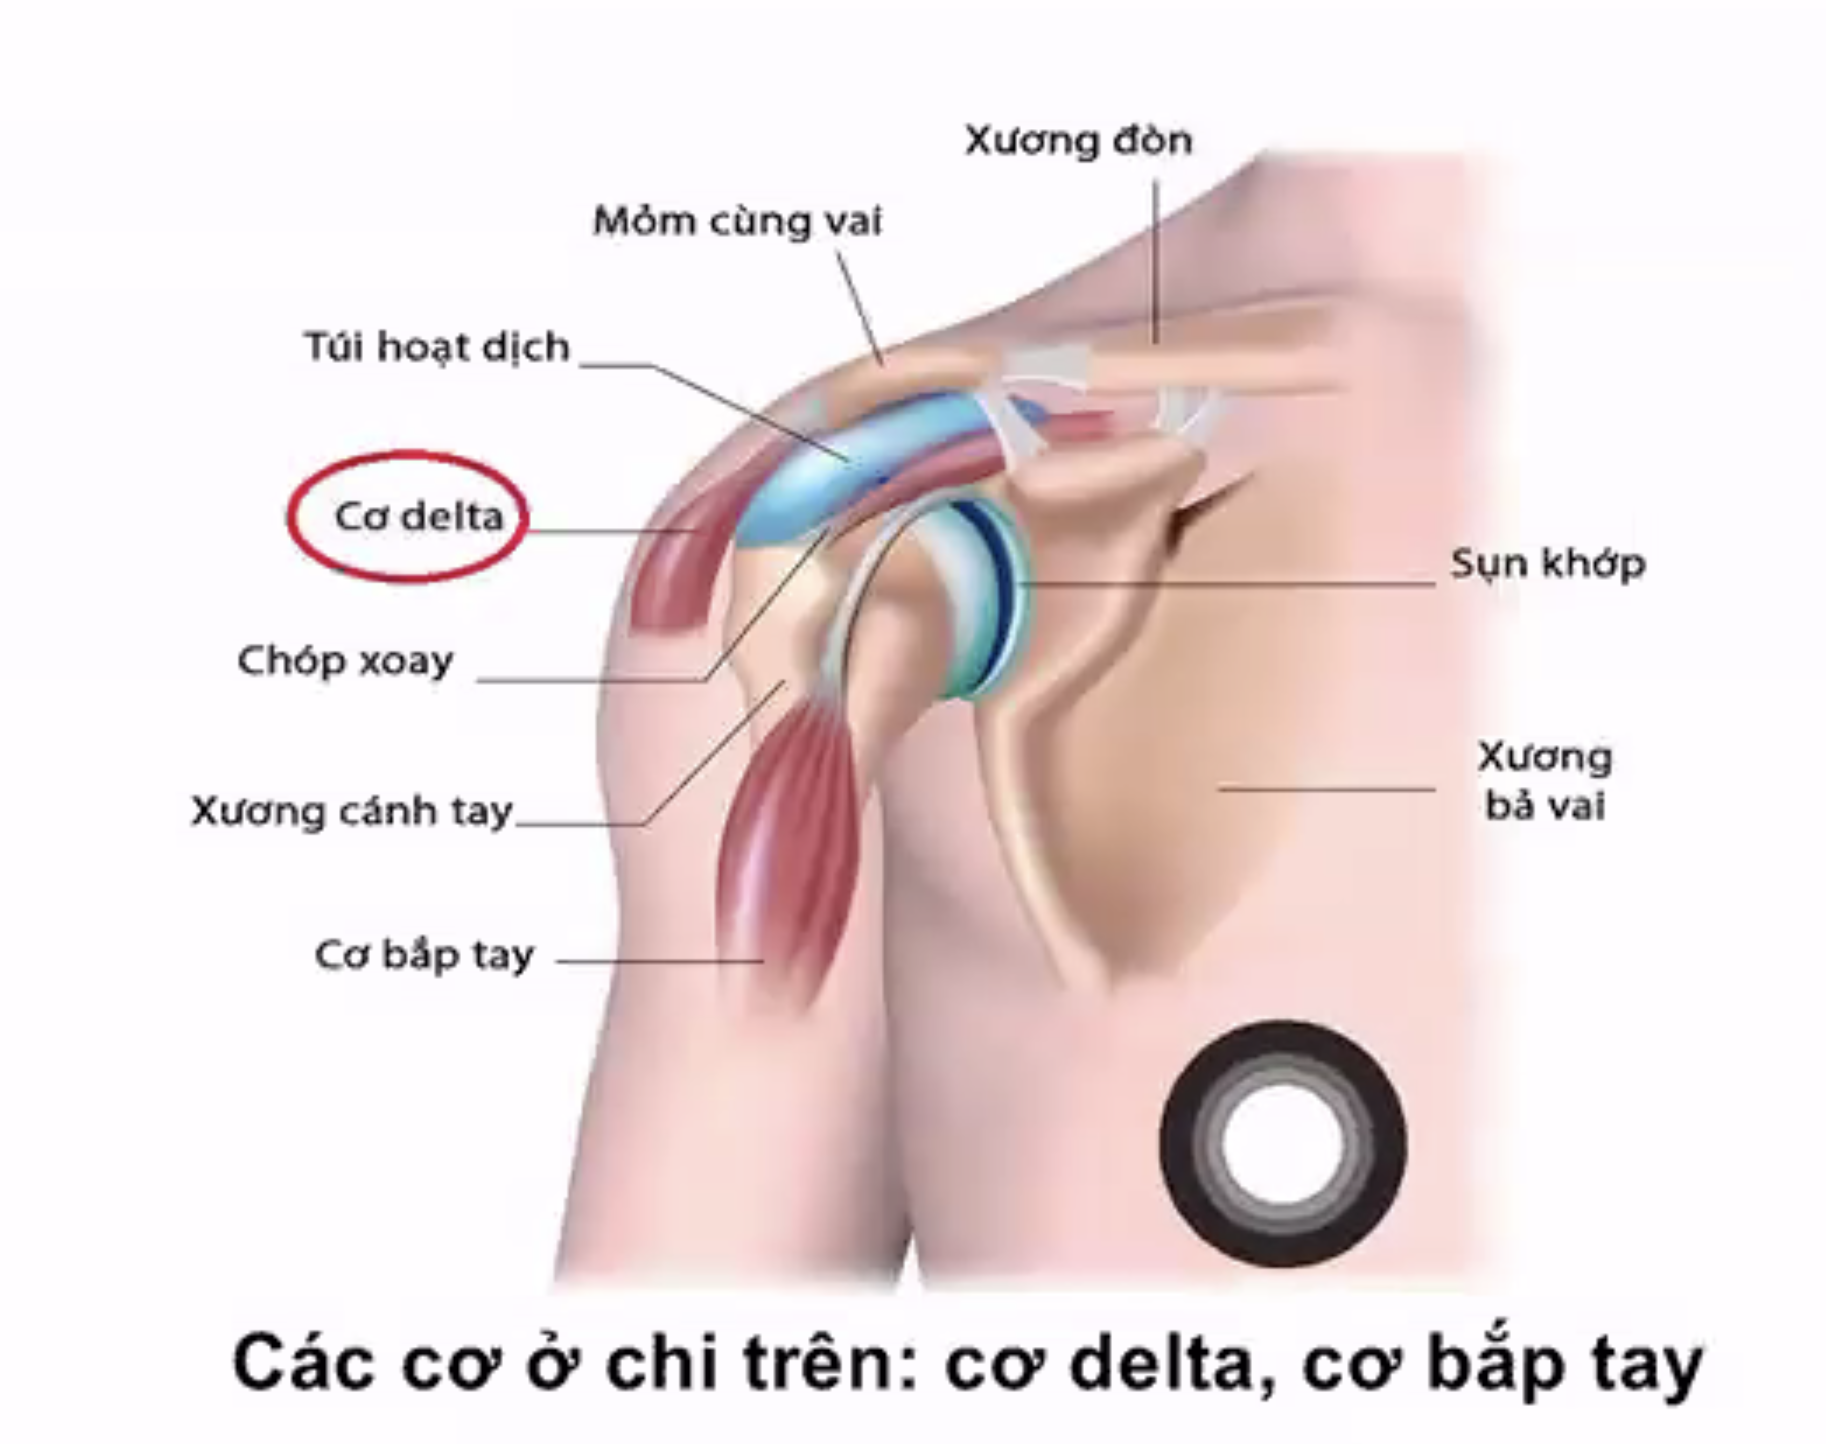 Xương đòn
Mỏm cùng vai
Túi hoạt dịch
Cơ delta
Sụn khớp
Chóp xoay
Xương
bả vai
Xương cánh tay
Cơ bắp tay
Các cơ ở chi trên: cơ delta, cơ bắp tay